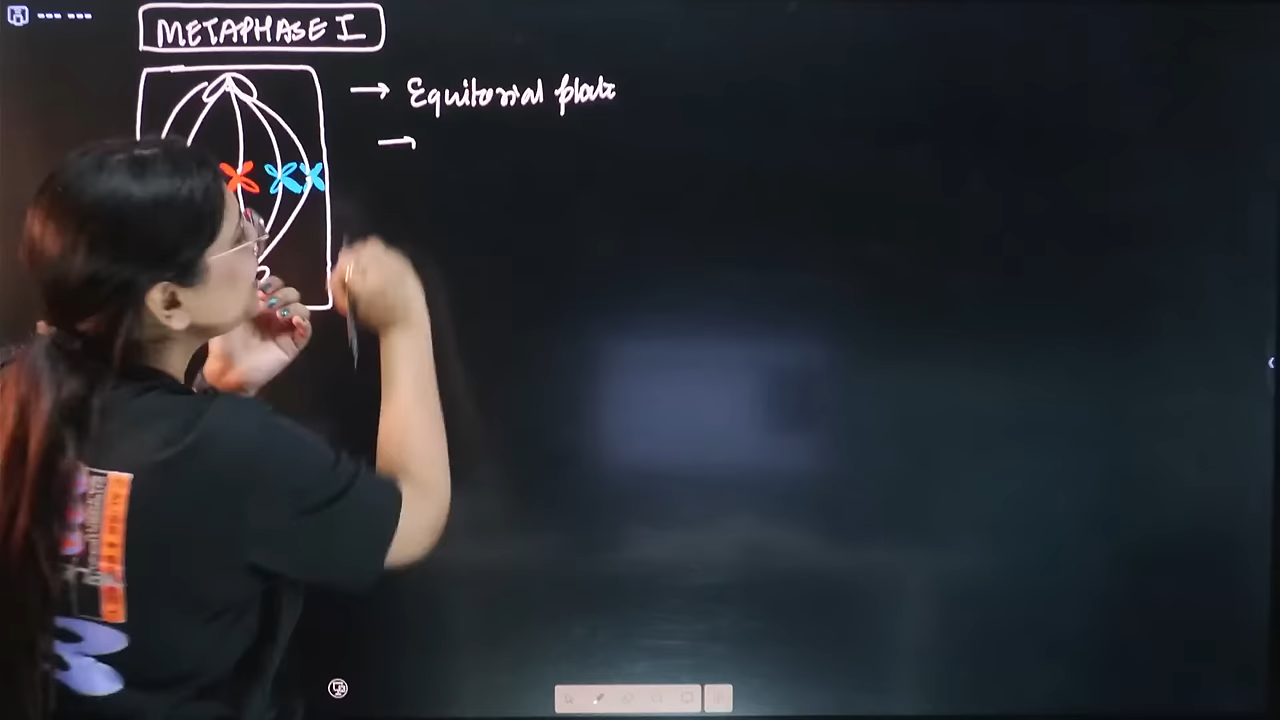 METAPHASE I
→ Equitorial plate
→